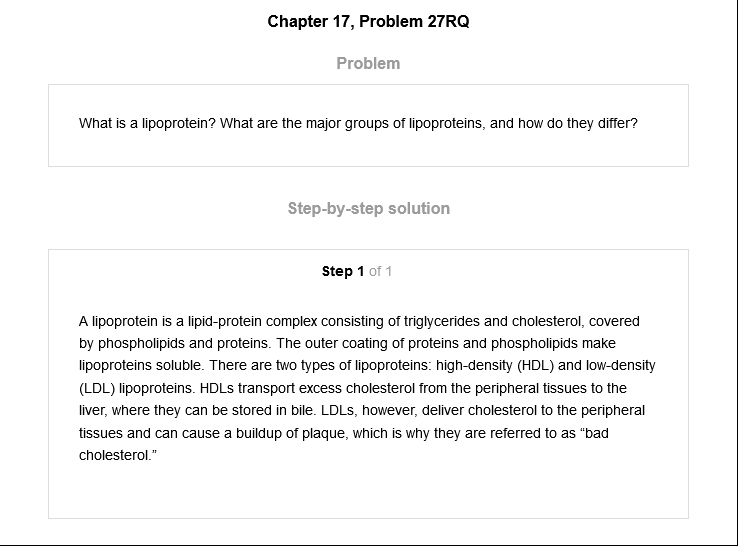 Chapter 17, Problem 27RQ
Problem
What is a lipoprotein? What are the major groups of lipoproteins, and how do they differ?
Step-by-step solution
Step 1 of 1
A lipoprotein is a lipid-protein complex consisting of triglycerides and cholesterol, covered
by phospholipids and proteins. The outer coating of proteins and phospholipids make
lipoproteins soluble. There are two types of lipoproteins: high-density (HDL) and low-density
(LDL) lipoproteins. HDLs transport excess cholesterol from the peripheral tissues to the
liver, where they can be stored in bile. LDLs, however, deliver cholesterol to the peripheral
tissues and can cause a buildup of plaque, which is why they are referred to as “bad
cholesterol.”